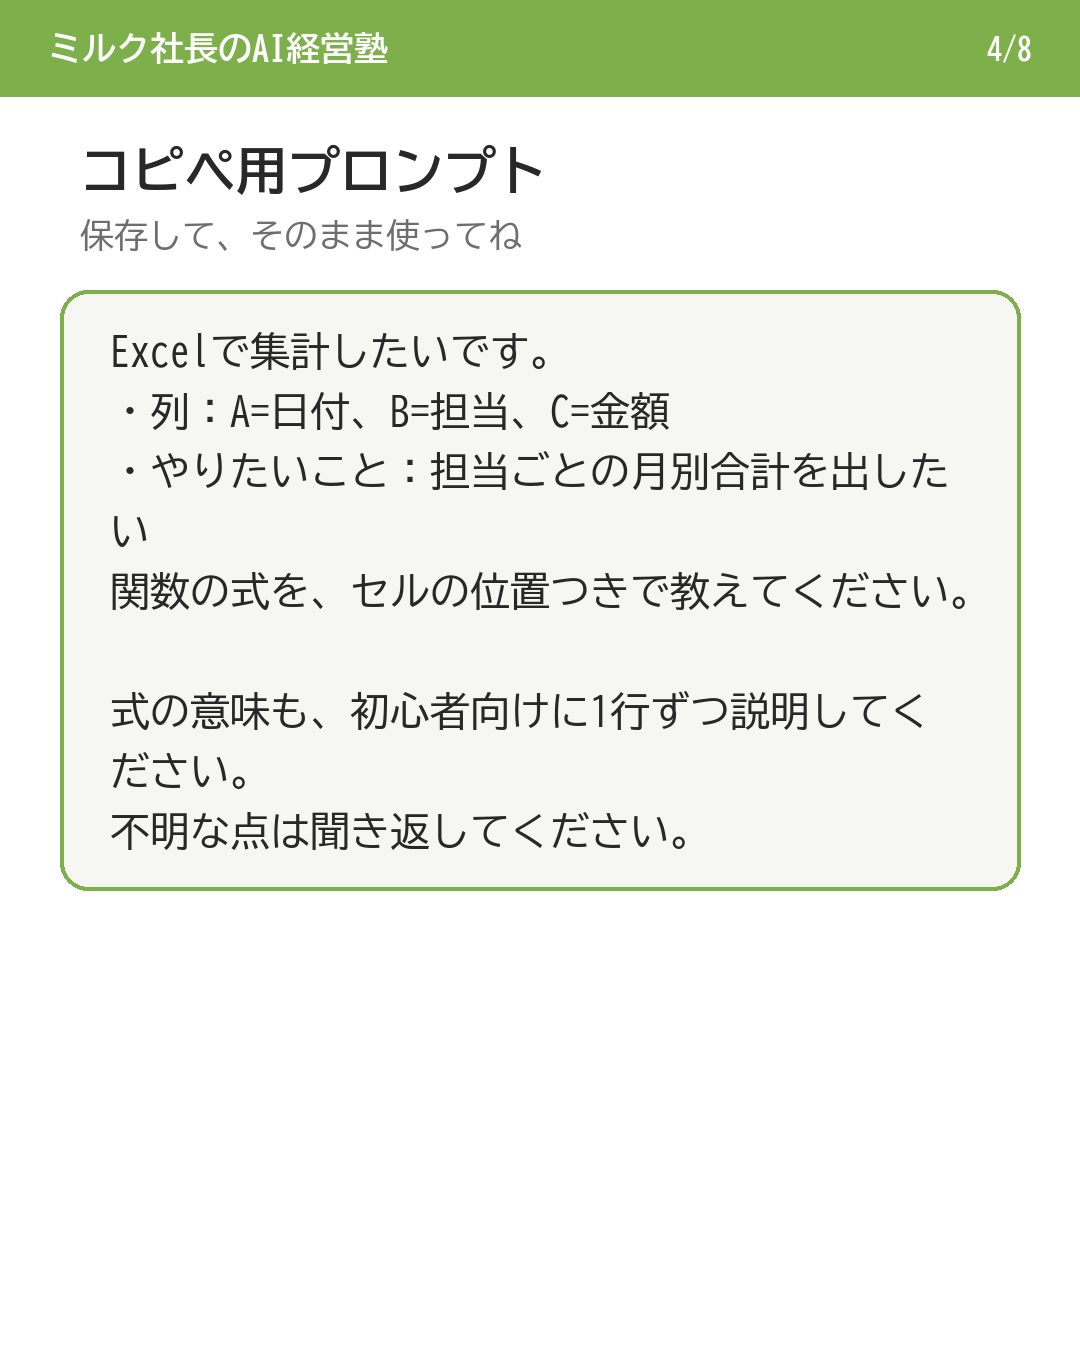 ミルク社長のAI経営塾
4/8
コピペ用プロンプト
保存して、そのまま使ってね
Excelで集計したいです。
・列：A=日付、B=担当、C=金額
・やりたいこと：担当ごとの月別合計を出した
い
関数の式を、セルの位置つきで教えてください。
式の意味も、初心者向けに1行ずつ説明してく
ださい。
不明な点は聞き返してください。